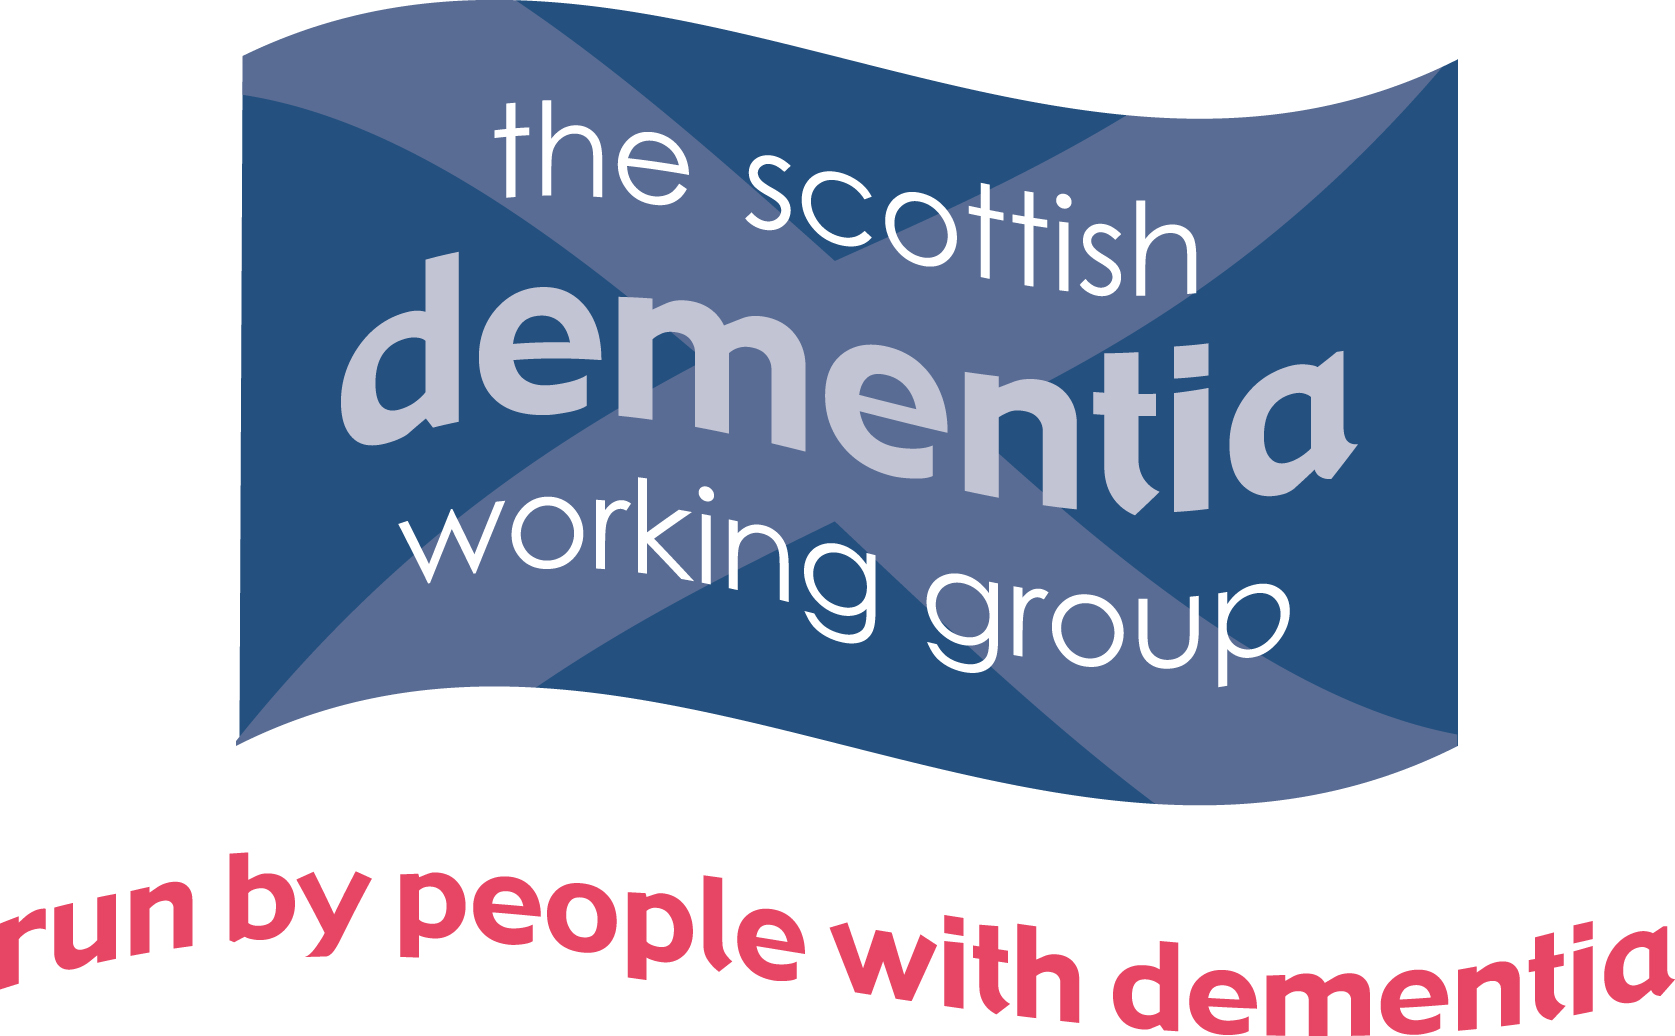 the scottish
dementia
working group
run by people with dementia